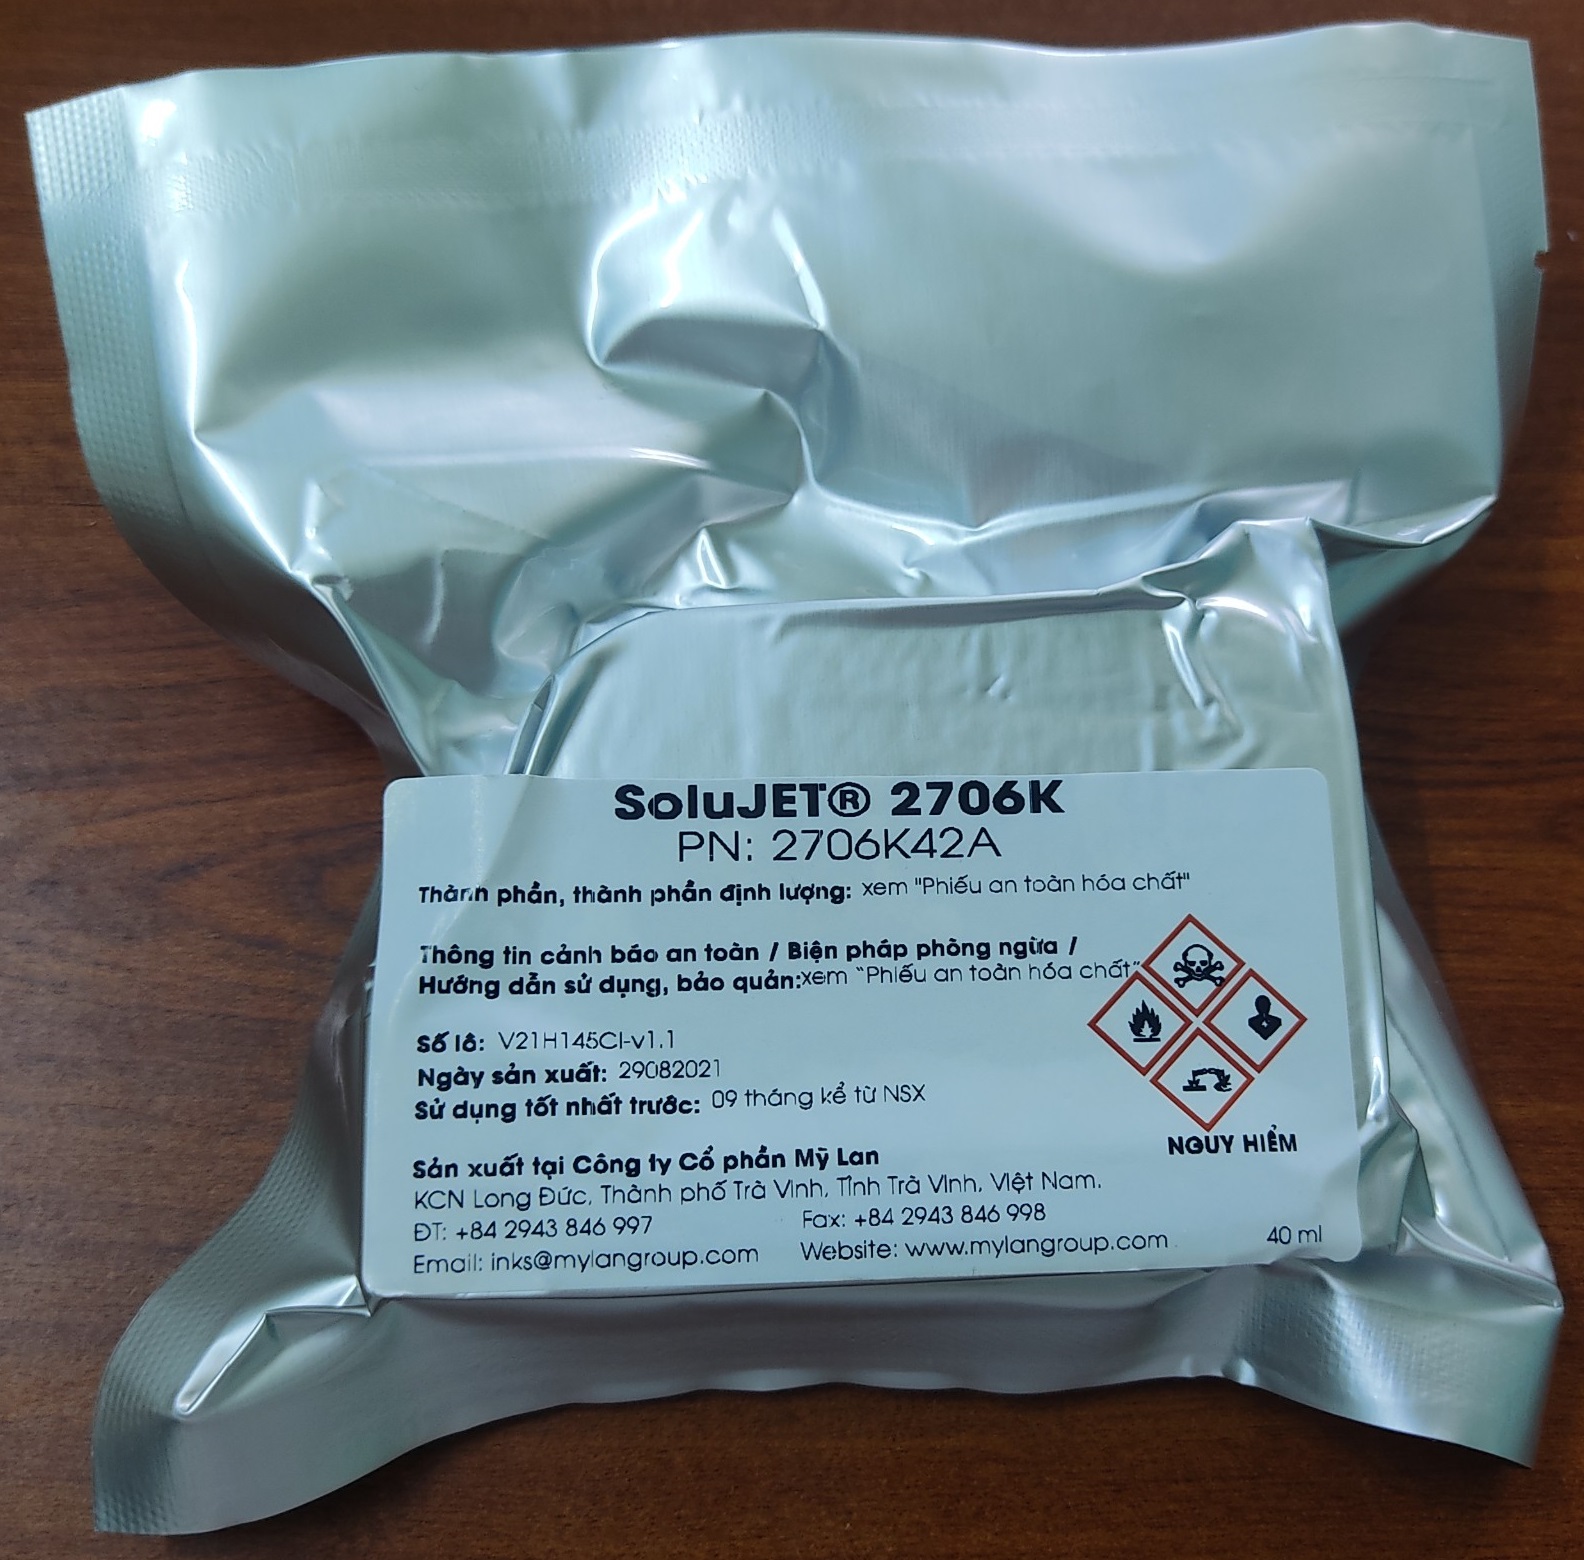 SoluJET® 2706K
PN: 2706K42A
Thành phần, thành phần định lượng: xem "Phiếu an toàn hóa chất"
Thông tin cảnh báo an toàn / Biện pháp phòng ngừa /
Hướng dẫn sử dụng, bảo quản:xem "Phiếu an toàn hóa chất"
Số lô: V21H145CI-v1.1
Ngày sản xuất: 29082021
Sử dụng tốt nhất trước: 09 tháng kể từ NSX
NGUY HIỂM
Sản xuất tại Công ty Cổ phần Mỹ Lan
KCN Long Đức, Thành phố Trà Vinh, Tỉnh Trà Vinh, Việt Nam.
ĐT: +84 2943 846 997 Fax: +84 2943 846 998
Email: inks@mylangroup.com Website: www.mylangroup.com 40 ml